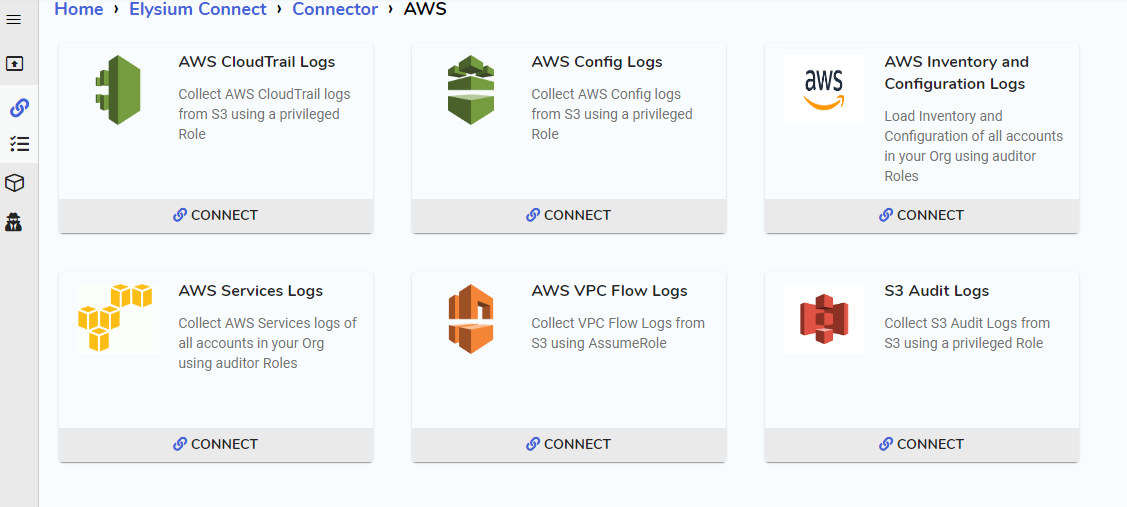 Home › Elysium Connect › Connector › AWS
AWS CloudTrail Logs
Collect AWS CloudTrail logs
from S3 using a privileged
Role
CONNECT
AWS Config Logs
Collect AWS Config logs
from S3 using a privileged
Role
CONNECT
aws
AWS Inventory and
Configuration Logs
Load Inventory and
Configuration of all accounts
in your Org using auditor
Roles
CONNECT
AWS Services Logs
Collect AWS Services logs of
all accounts in your Org
using auditor Roles
CONNECT
AWS VPC Flow Logs
Collect VPC Flow Logs from
S3 using AssumeRole
CONNECT
S3 Audit Logs
Collect S3 Audit Logs from
S3 using a privileged Role
CONNECT